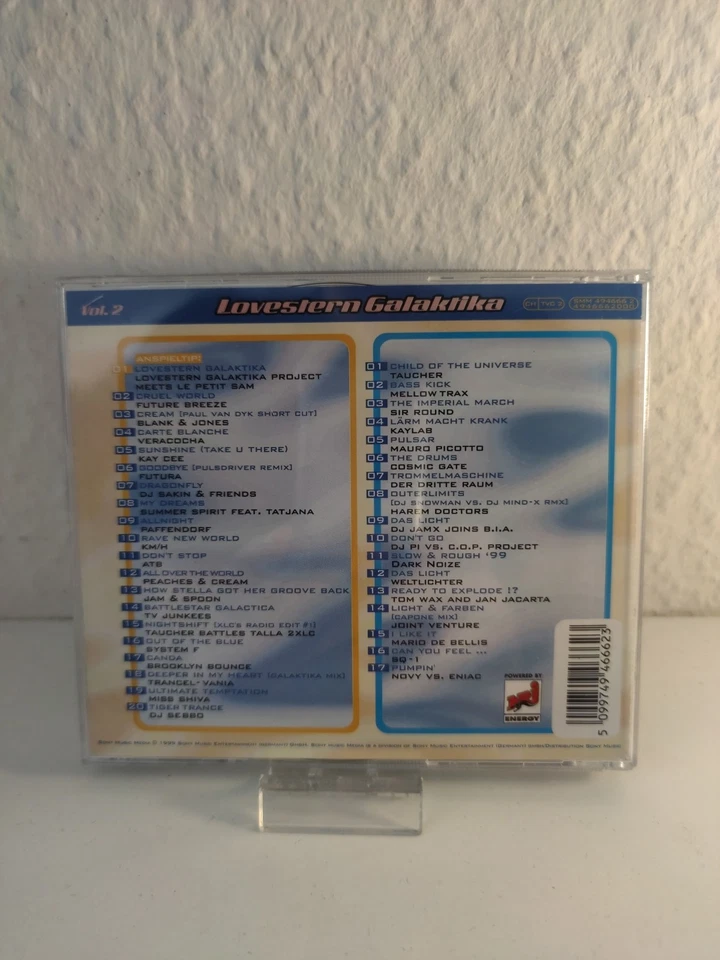 Vol. 2
Lovestern Galaktika
ANSPIELTIP!
01 LOVESTERN GALAKTIKA
LOVESTERN GALAKTIKA PROJECT
MEETS LE PETIT SAM
02 CRUEL WORLD
FUTURE BREEZE
03 CREAM [PAUL VAN DYK SHORT CUT]
BLANK & JONES
04 CARTE BLANCHE
VERACOCHA
05 SUNSHINE (TAKE U THERE)
KAY CEE
06 GOODBYE [PULSDRIVER REMIX]
FUTURA
07 DRAGONFLY
DJ SAKIN & FRIENDS
08 MY DREAMS
SUMMER SPIRIT FEAT. TATJANA
09 ALLNIGHT
PAFFENDORF
10 RAVE NEW WORLD
KM/H
11 DON'T STOP
ATB
12 ALL OVER THE WORLD
PEACHES & CREAM
13 HOW STELLA GOT HER GROOVE BACK
JAM & SPOON
14 BATTLESTAR GALACTICA
TV JUNKEES
15 NIGHTSHIFT (XLC'S RADIO EDIT #1)
TAUCHER BATTLES TALLA 2XLC
16 OUT OF THE BLUE
SYSTEM F
17 CANDA
BROOKLYN BOUNCE
18 DEEPER IN MY HEART (GALAKTIKA MIX)
TRANCEL-VANIA
19 ULTIMATE TEMPTATION
MISS SHIVA
20 TIGER TRANCE
DJ SEBBO
01 CHILD OF THE UNIVERSE
TAUCHER
02 BASS KICK
MELLOW TRAX
03 THE IMPERIAL MARCH
SIR ROUND
04 LÄRM MACHT KRANK
KAYLAB
05 PULSAR
MAURO PICOTTO
06 THE DRUMS
COSMIC GATE
07 TROMMELMASCHINE
DER DRITTE RAUM
08 OUTERLIMITS
[DJ SNOWMAN VS. DJ MIND-X RMX]
HAREM DOCTORS
09 DAS LICHT
DJ JAMX JOINS B.I.A.
10 DON'T GO
DJ PI VS. C.O.P. PROJECT
11 SLOW & ROUGH '99
DARK NOIZE
12 DAS LICHT
WELTLICHTER
13 READY TO EXPLODE !?
TOM WAX AND JAN JACARTA
14 LICHT & FARBEN
(CAPONE MIX)
JOINT VENTURE
15 I LIKE IT
MARIO DE BELLIS
16 CAN YOU FEEL ...
SQ-1
17 PUMPIN'
NOVY VS. ENIAC
POWERED BY:
NRJ
ENERGY
5 099749 466623